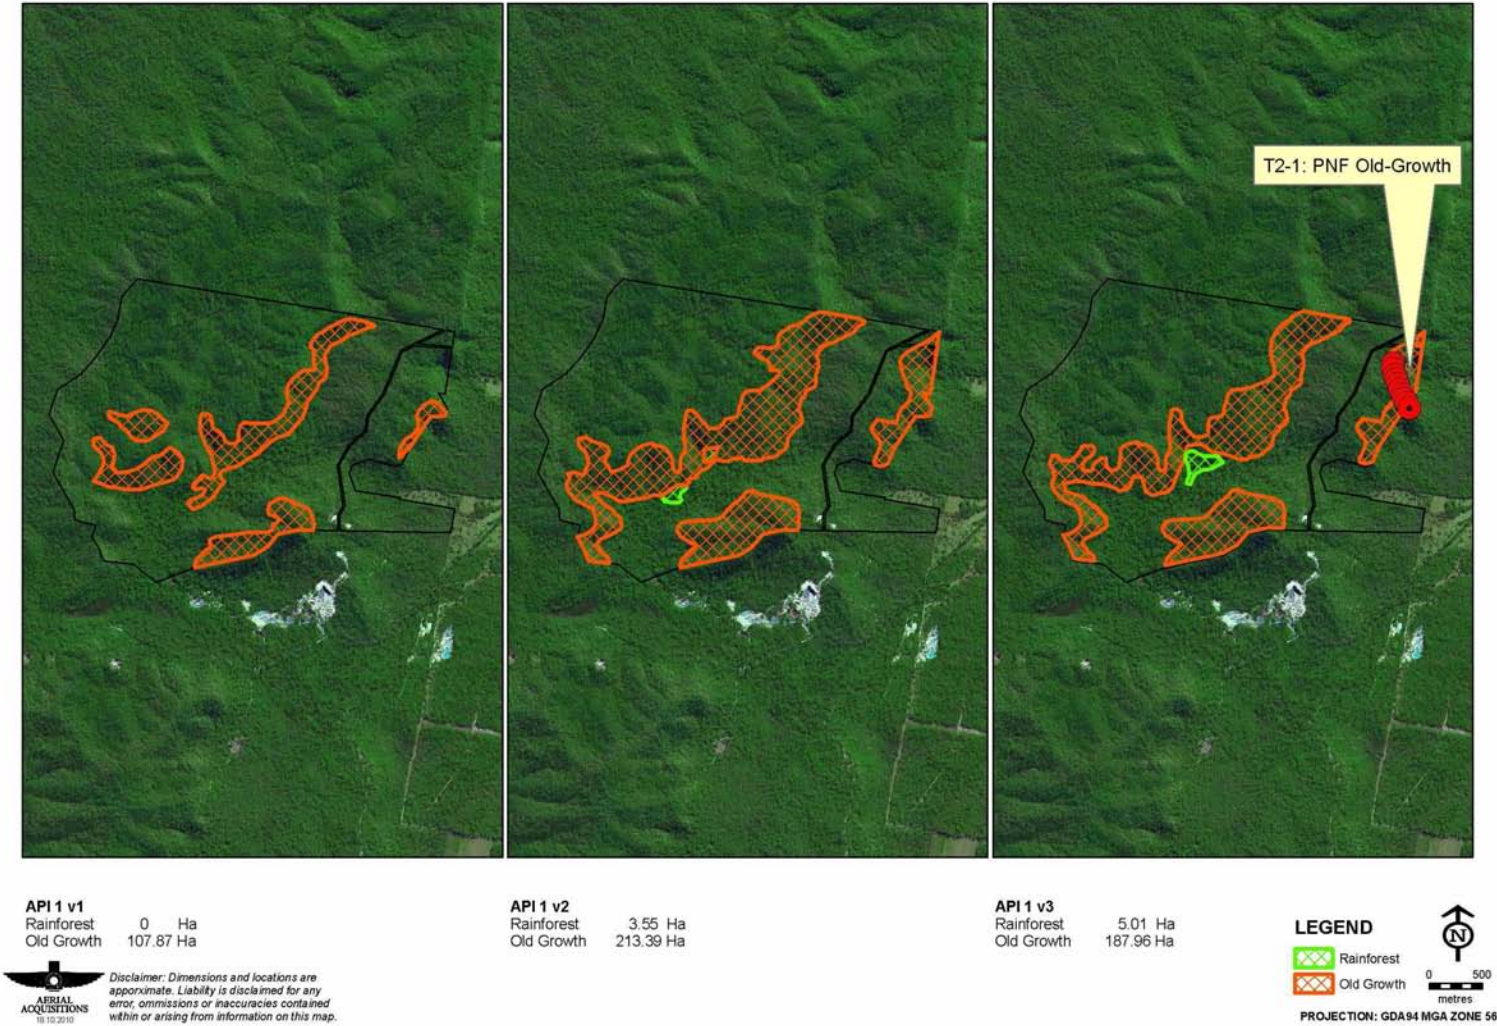 T2-1: PNF Old-Growth
API 1 v1
Rainforest 0 Ha
Old Growth 107.87 Ha
API 1 v2
Rainforest 3.55 Ha
Old Growth 213.39 Ha
API 1 v3
Rainforest 5.01 Ha
Old Growth 187.96 Ha
LEGEND
Rainforest
Old Growth
N
0 500
metres
PROJECTION: GDA94 MGA ZONE 56
AERIAL
ACQUISITIONS
18.10.2010
Disclaimer: Dimensions and locations are
apporximate. Liability is disclaimed for any
error, ommissions or inaccuracies contained
within or arising from information on this map.